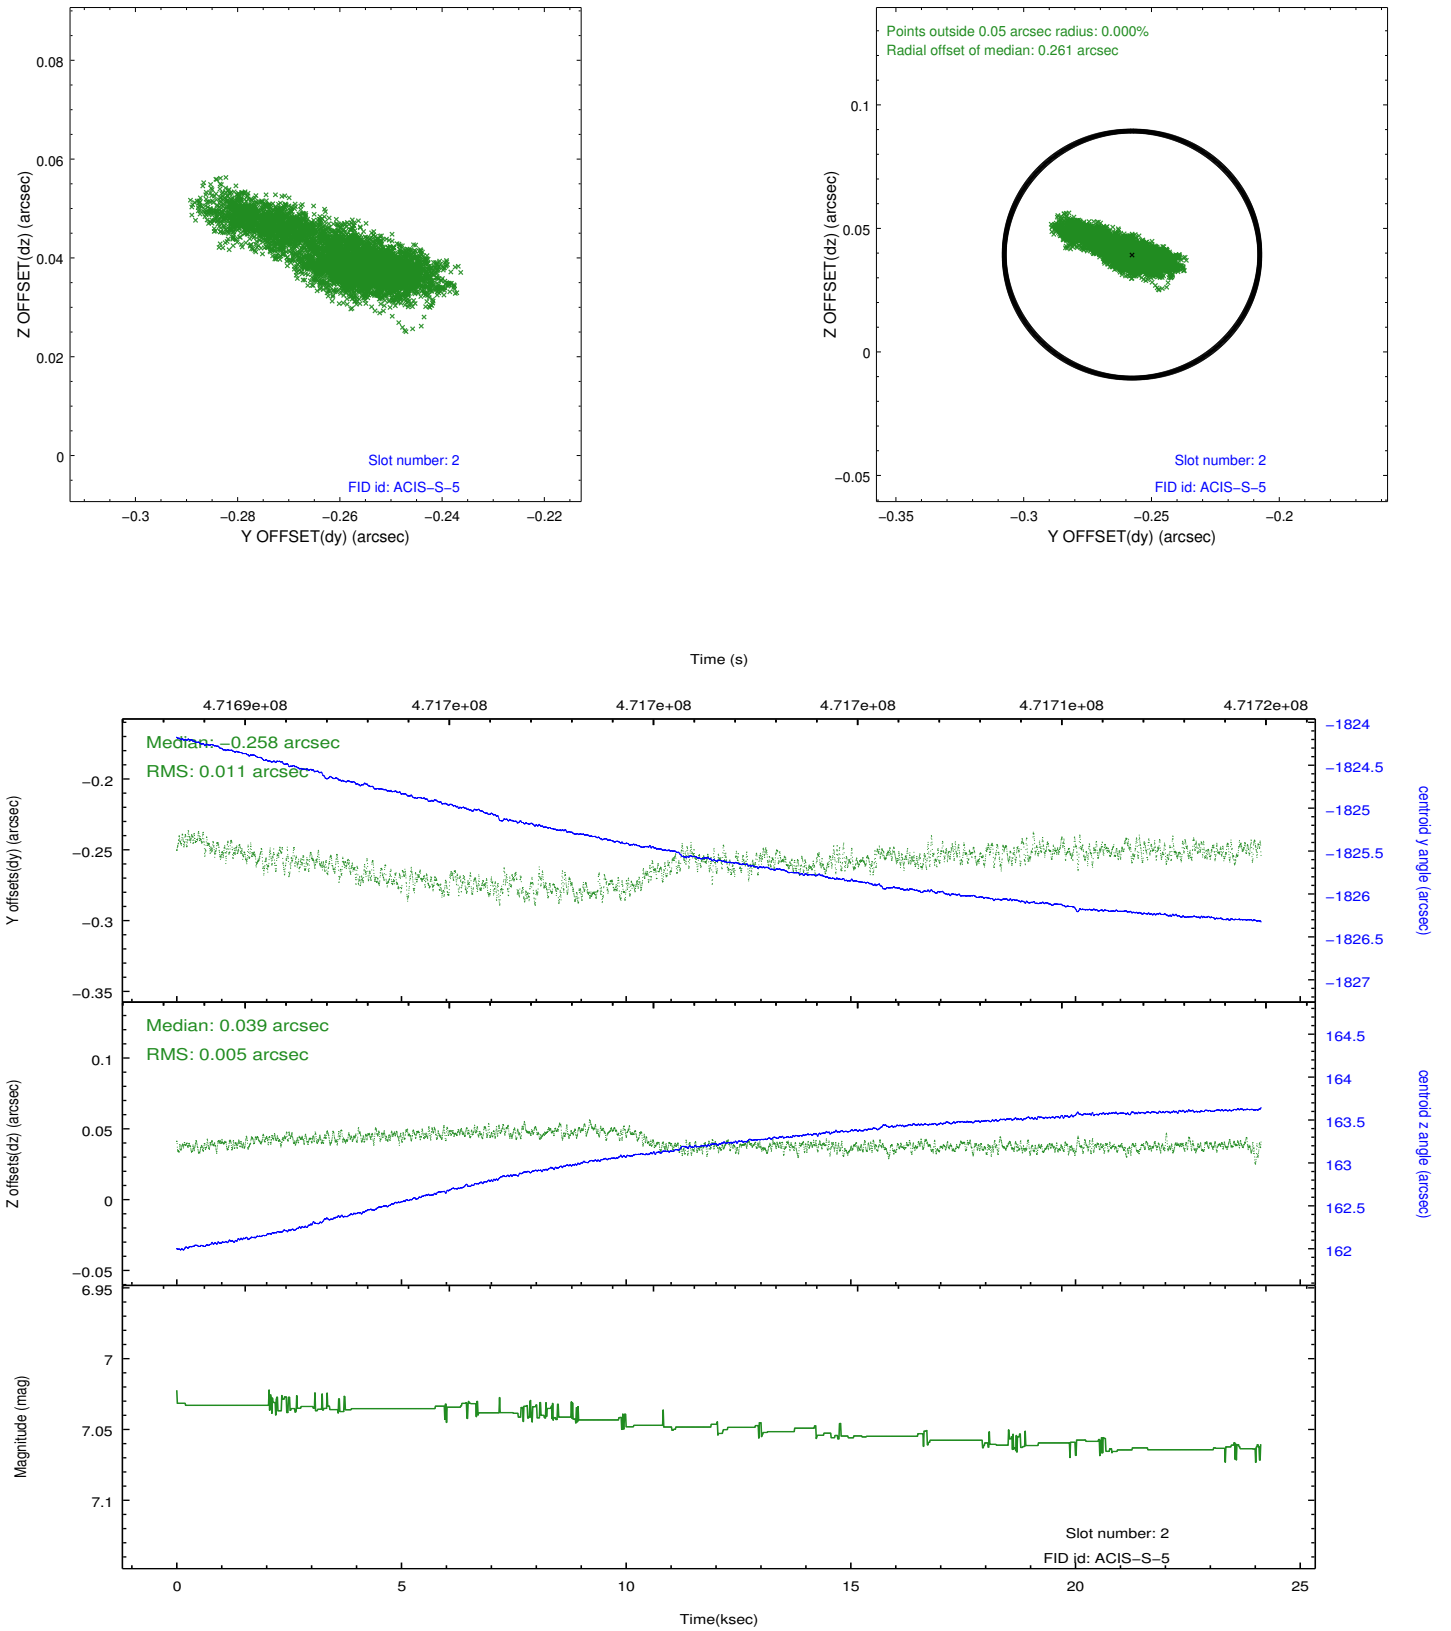 0.08
0.06
0.04
0.02
0
Z OFFSET(dz) (arcsec)
Slot number: 2
FID id: ACIS−S−5
−0.3
−0.28
−0.26
−0.24
−0.22
Y OFFSET(dy) (arcsec)
Points outside 0.05 arcsec radius: 0.000%
Radial offset of median: 0.261 arcsec
0.1
0.05
0
−0.05
Z OFFSET(dz) (arcsec)
Slot number: 2
FID id: ACIS−S−5
−0.35
−0.3
−0.25
−0.2
Y OFFSET(dy) (arcsec)
Time (s)
4.7169e+08
4.717e+08
4.717e+08
4.717e+08
4.7171e+08
4.7172e+08
Median: −0.258 arcsec
RMS: 0.011 arcsec
−0.2
−0.25
−0.3
−0.35
Y offsets(dy) (arcsec)
−1824
−1824.5
−1825
−1825.5
−1826
−1826.5
−1827
centroid y angle (arcsec)
Median: 0.039 arcsec
RMS: 0.005 arcsec
0.1
0.05
0
−0.05
Z offsets(dz) (arcsec)
164.5
164
163.5
163
162.5
162
centroid z angle (arcsec)
6.95
7
7.05
7.1
Magnitude (mag)
Slot number: 2
FID id: ACIS−S−5
0
5
10
15
20
25
Time(ksec)